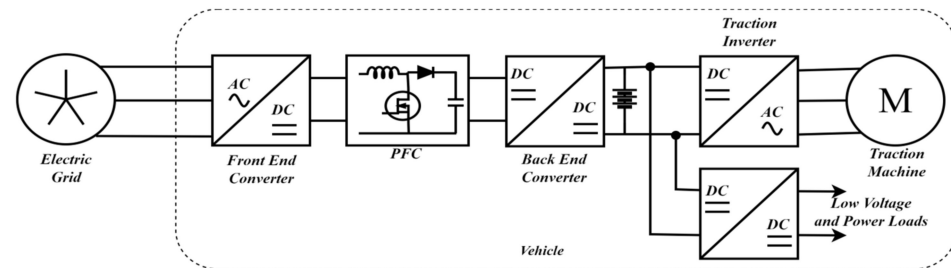 Traction
Inverter
AC
DC
DC
DC
DC
AC
M
Electric
Grid
Front End
Converter
PFC
Back End
Converter
Traction
Machine
DC
DC
Low Voltage
and Power Loads
Vehicle